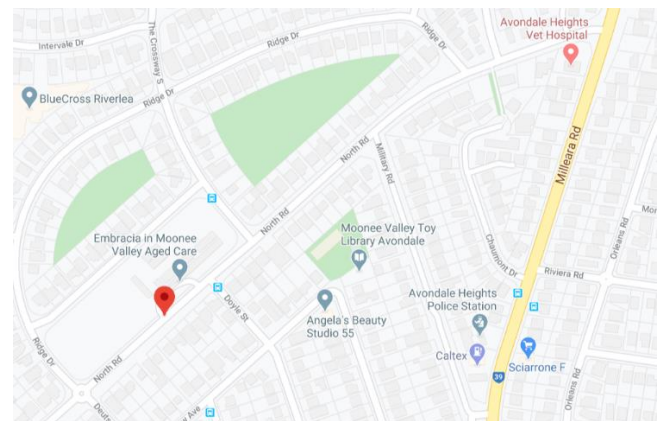 Intervale Dr
The Crossway S
Ridge Dr
Ridge Dr
Avondale Heights
Vet Hospital
BlueCross Riverlea
Ridge Dr
North Rd
Military Rd
Milleara Rd
North Rd
Moonee Valley Toy
Library Avondale
Embracia in Moonee
Valley Aged Care
Chaumont Dr
Riviera Rd
Orleans Rd
Mor
Doyle St
Angela's Beauty
Studio 55
Avondale Heights
Police Station
Caltex
Sciarrone F
39
Ridge Dr
North Rd
Deutz
w Ave
Orleans Rd